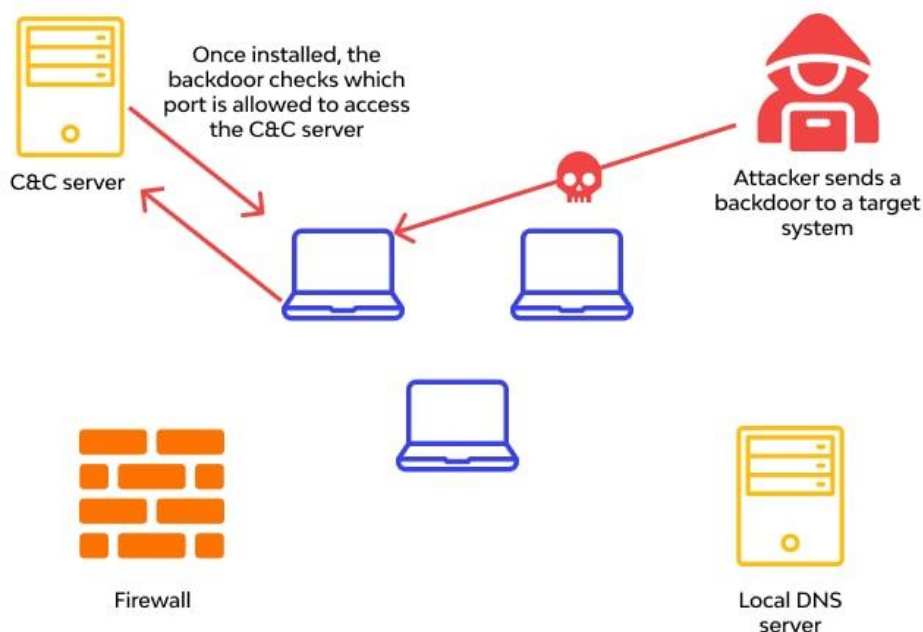 Once installed, the
backdoor checks which
port is allowed to access
the C&C server
C&C server
Attacker sends a
backdoor to a target
system
Firewall
Local DNS
server